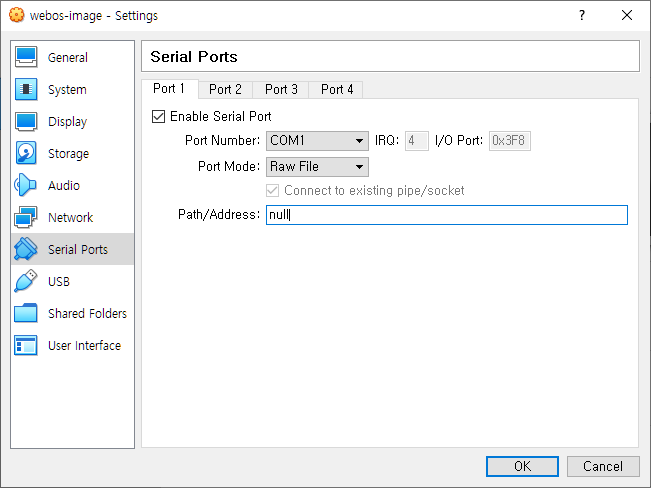 webos-image - Settings
General
System
Display
Storage
Audio
Network
Serial Ports
USB
Shared Folders
User Interface
Serial Ports
Port 1 Port 2 Port 3 Port 4
Enable Serial Port
Port Number: COM1 IRQ: 4 I/O Port: 0x3F8
Port Mode: Raw File
Connect to existing pipe/socket
Path/Address: null
OK Cancel